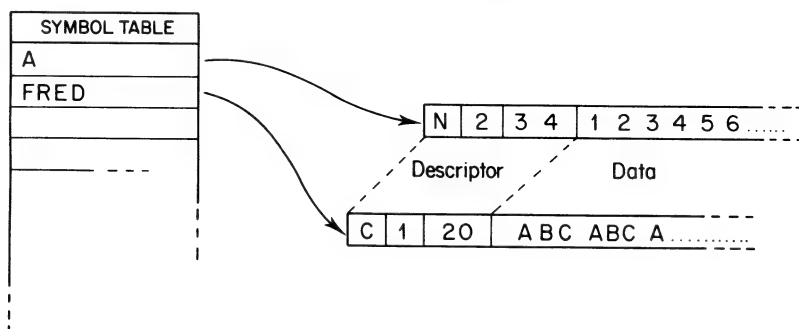 SYMBOL TABLE
A
FRED
N 2 3 4 1 2 3 4 5 6 ......
Descriptor Data
C 1 20 ABC ABC A ...........